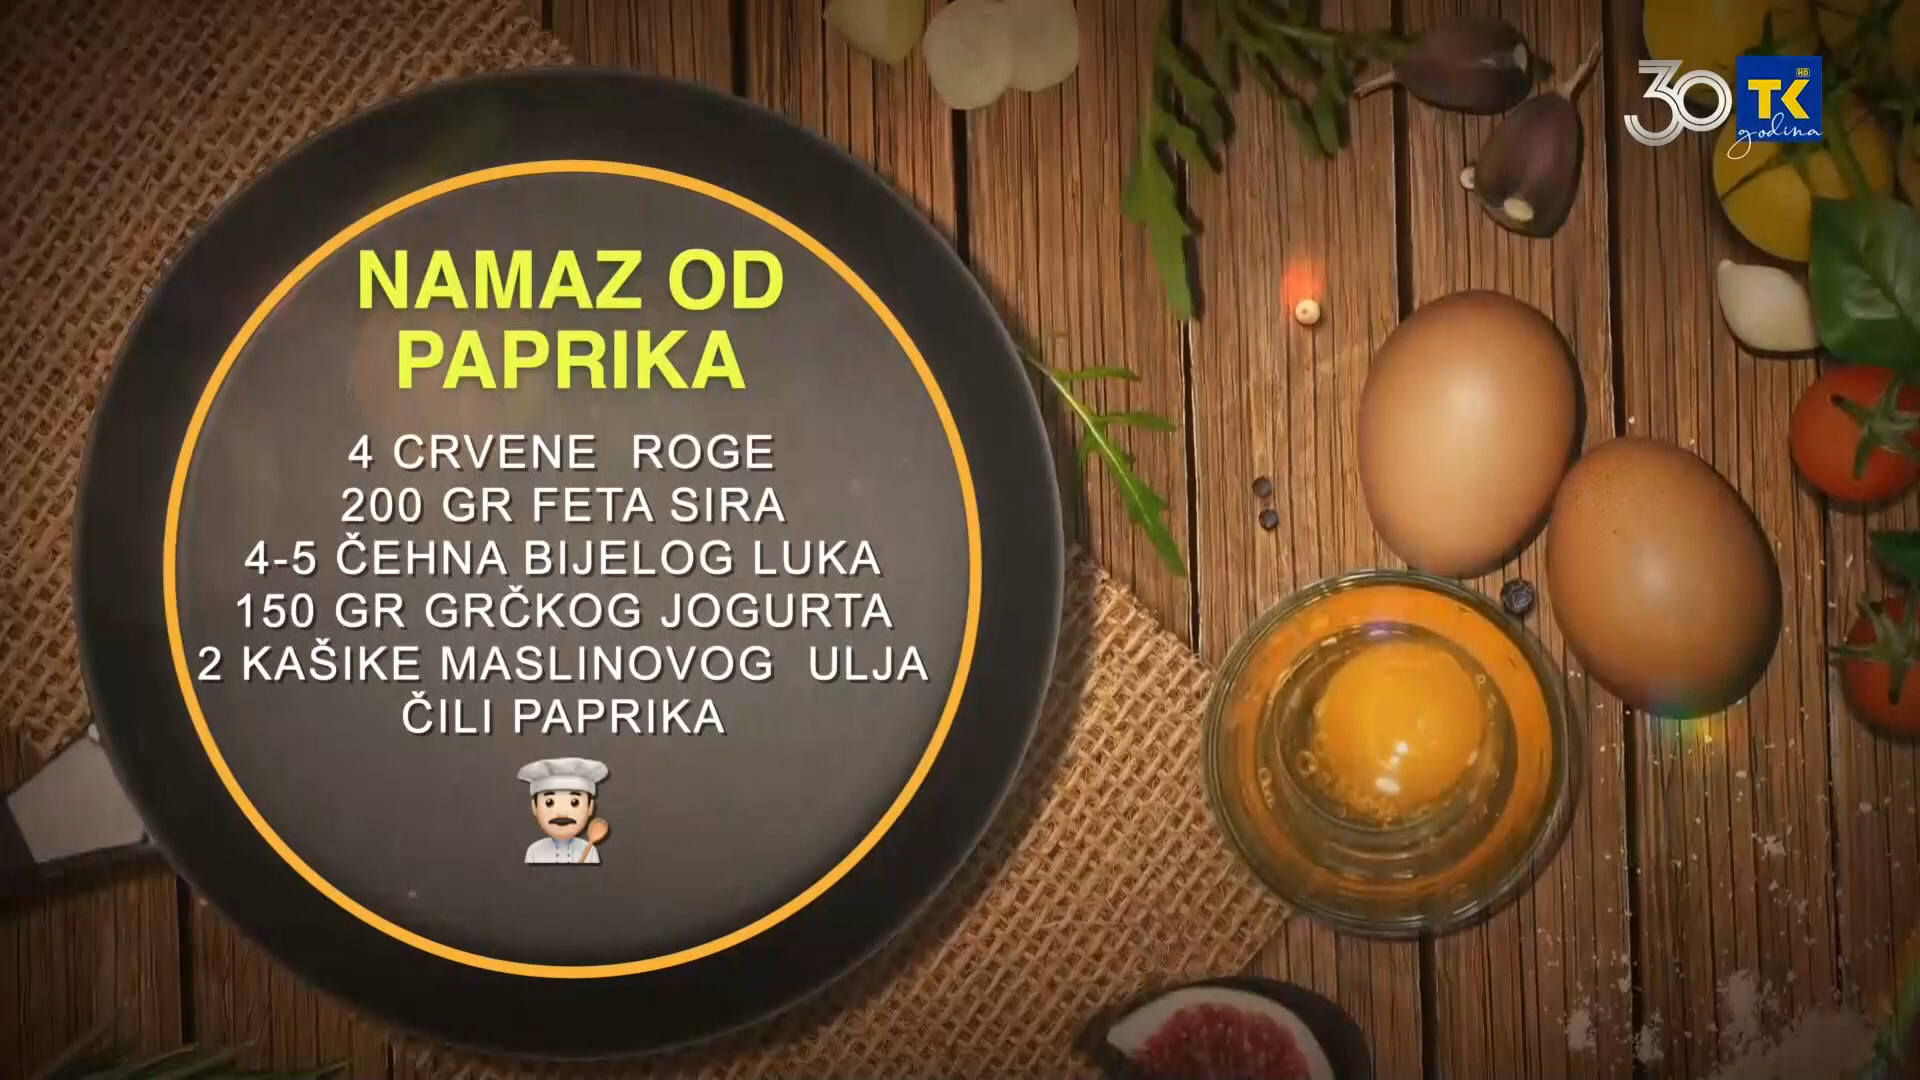 NAMAZ OD
PAPRIKA
4 CRVENE ROGE
200 GR FETA SIRA
4-5 ČEHNA BIJELOG LUKA
150 GR GRČKOG JOGURTA
2 KAŠIKE MASLINOVOG ULJA
ČILI PAPRIKA
30 TK HD
godina